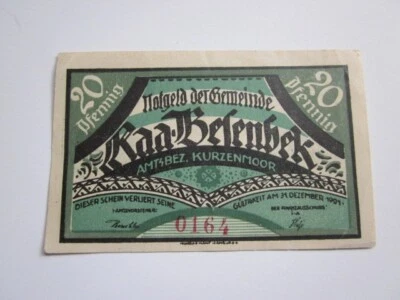 20 Pfennig
20 Pfennig
Notgeld der Gemeinde
Raa-Besenbek
AMTSBEZ. KURZENMOOR
DIESER SCHEIN VERLIERT SEINE
GÜLTIGKEIT AM 31. DEZEMBER 1921
0164